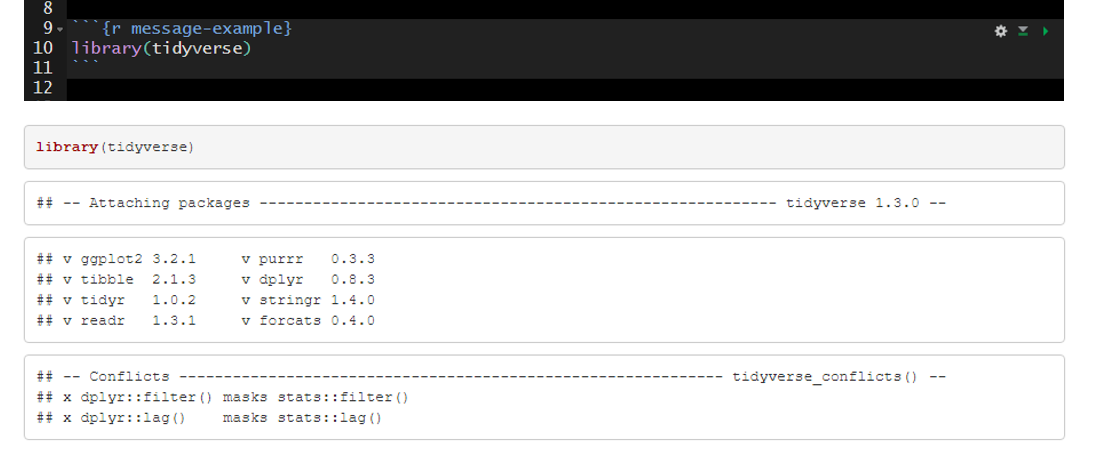 8
9 ```{r message-example}
10 library(tidyverse)
11 ```
12
library(tidyverse)
## -- Attaching packages ---------------------------------------------------------- tidyverse 1.3.0 --
## v ggplot2 3.2.1     v purrr   0.3.3
## v tibble  2.1.3     v dplyr   0.8.3
## v tidyr   1.0.2     v stringr 1.4.0
## v readr   1.3.1     v forcats 0.4.0
## -- Conflicts ------------------------------------------------------------- tidyverse_conflicts() --
## x dplyr::filter() masks stats::filter()
## x dplyr::lag()    masks stats::lag()